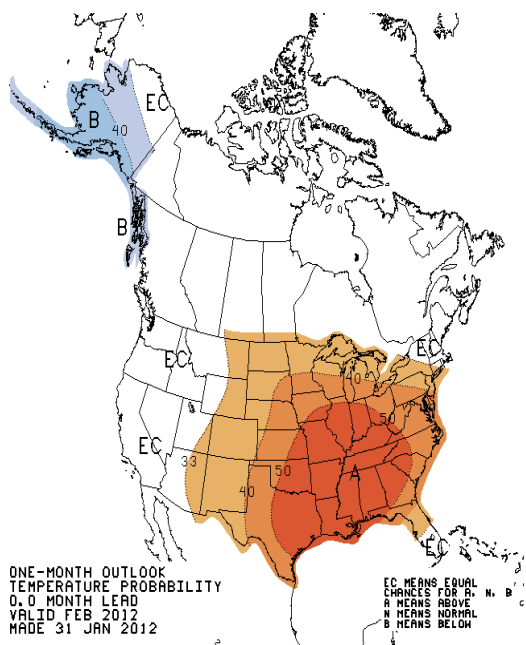 EC
B
40
B
EC
EC
40
50
EC
33
50
A
40
EC
ONE-MONTH OUTLOOK
TEMPERATURE PROBABILITY
0.0 MONTH LEAD
VALID FEB 2012
MADE 31 JAN 2012
EC MEANS EQUAL
CHANCES FOR A, N, B
A MEANS ABOVE
N MEANS NORMAL
B MEANS BELOW